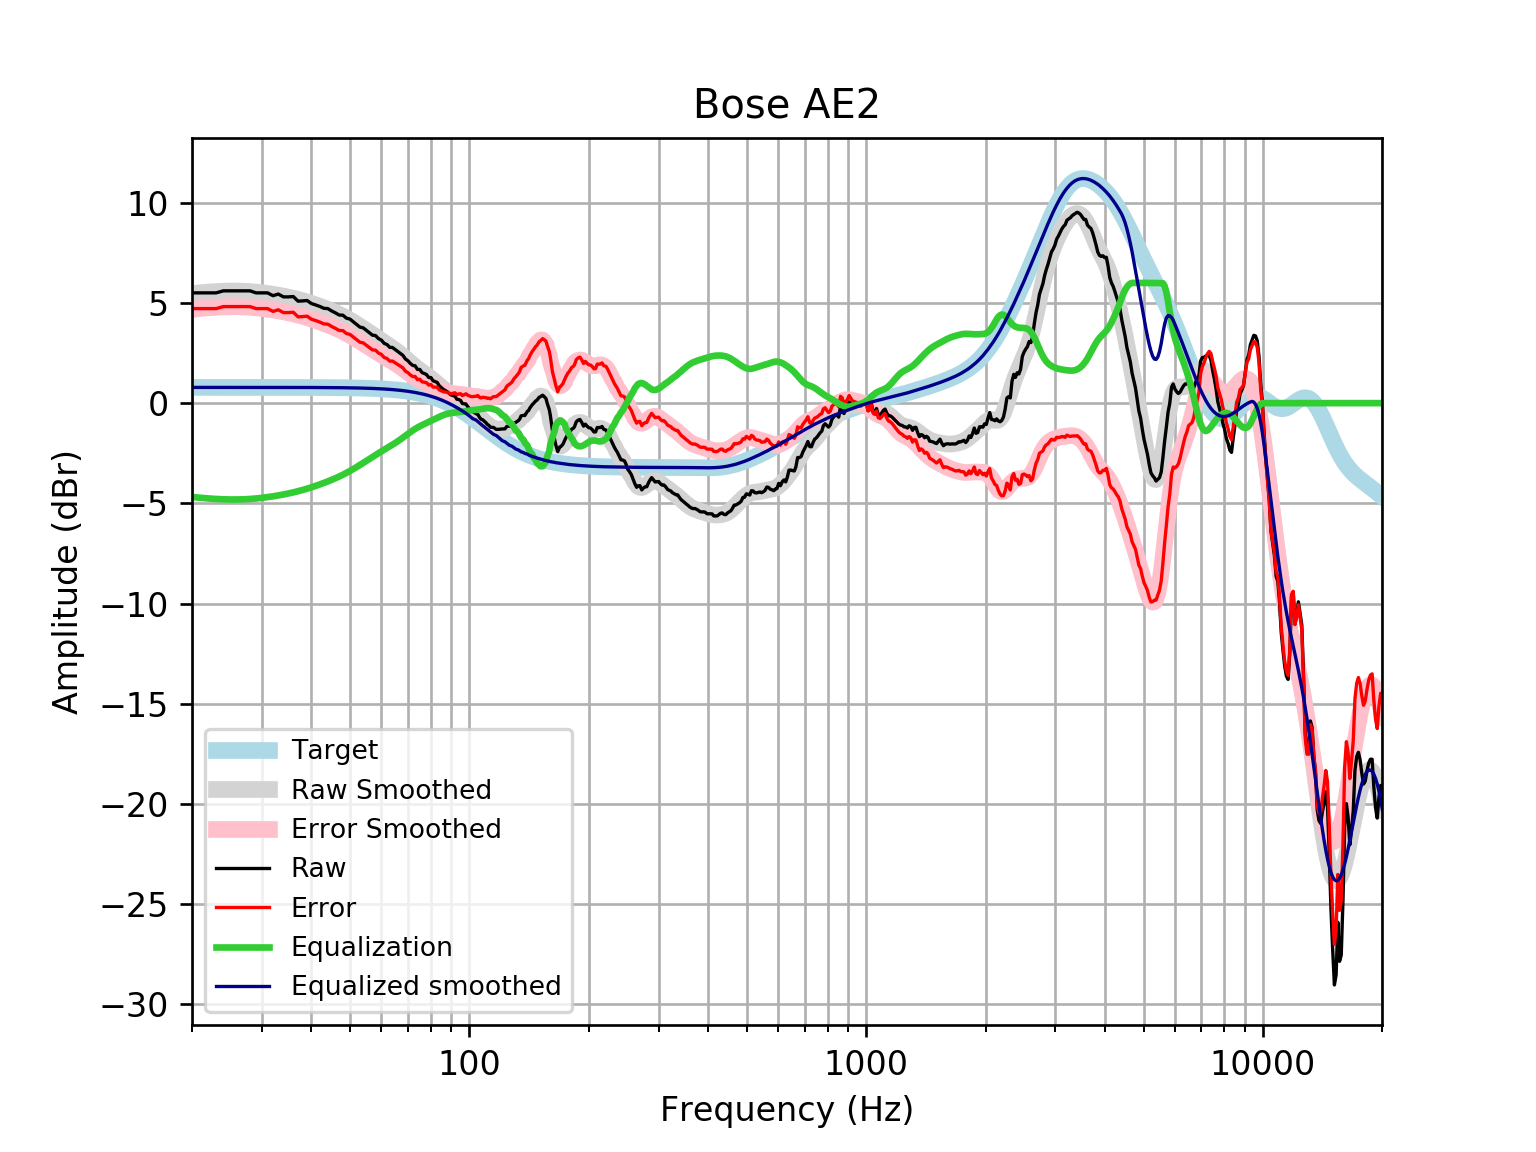 Bose AE2
10
5
0
−5
−10
−15
−20
−25
−30
Amplitude (dBr)
Target
Raw Smoothed
Error Smoothed
Raw
Error
Equalization
Equalized smoothed
100
1000
10000
Frequency (Hz)